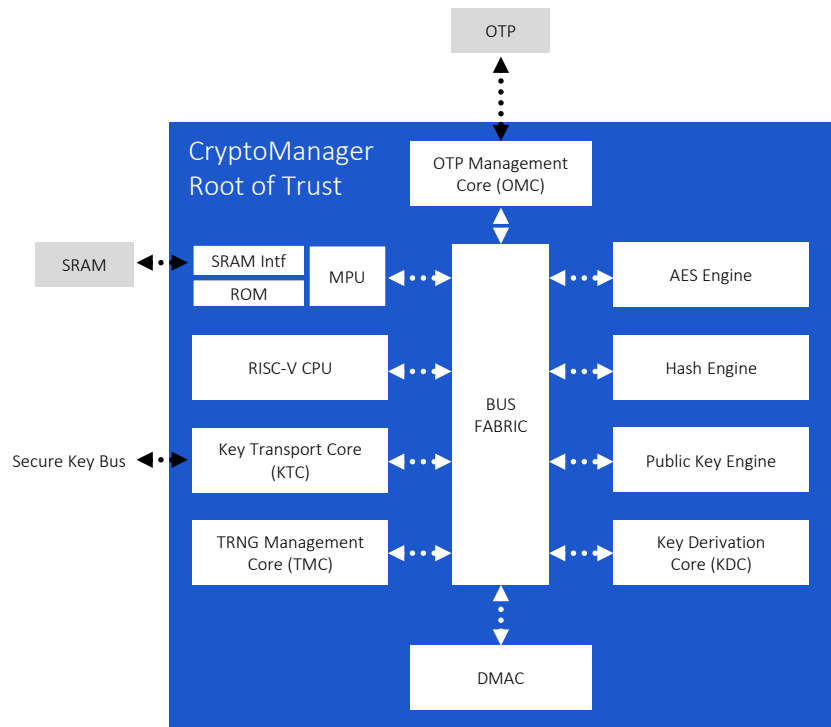 OTP
CryptoManager
Root of Trust
OTP Management
Core (OMC)
SRAM
SRAM Intf
ROM
MPU
AES Engine
RISC-V CPU
Hash Engine
BUS
FABRIC
Secure Key Bus
Key Transport Core
(KTC)
Public Key Engine
TRNG Management
Core (TMC)
Key Derivation
Core (KDC)
DMAC